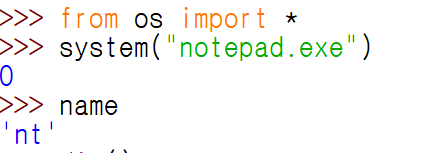 >>> from os import *
>>> system("notepad.exe")
0
>>> name
'nt'